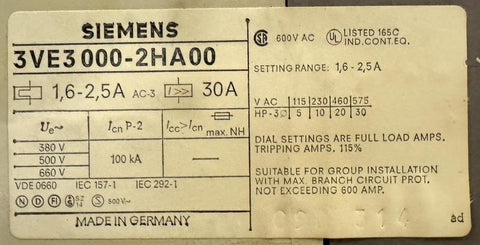 SIEMENS
3VE3 000-2HA00
1,6-2,5A AC-3 I>> 30A
Ue~ Icn P-2 Icc>Icn max. NH
380 V
500 V 100 kA
660 V
VDE 0660 IEC 157-1 IEC 292-1
N D FI S 500V~
MADE IN GERMANY
600V AC LISTED 165C
IND. CONT. EQ.
SETTING RANGE: 1,6 - 2,5A
V AC 115 230 460 575
HP-3Φ 5 10 20 30
DIAL SETTINGS ARE FULL LOAD AMPS.
TRIPPING AMPS. 115%
SUITABLE FOR GROUP INSTALLATION
WITH MAX. BRANCH CIRCUIT PROT.
NOT EXCEEDING 600 AMP.
ad